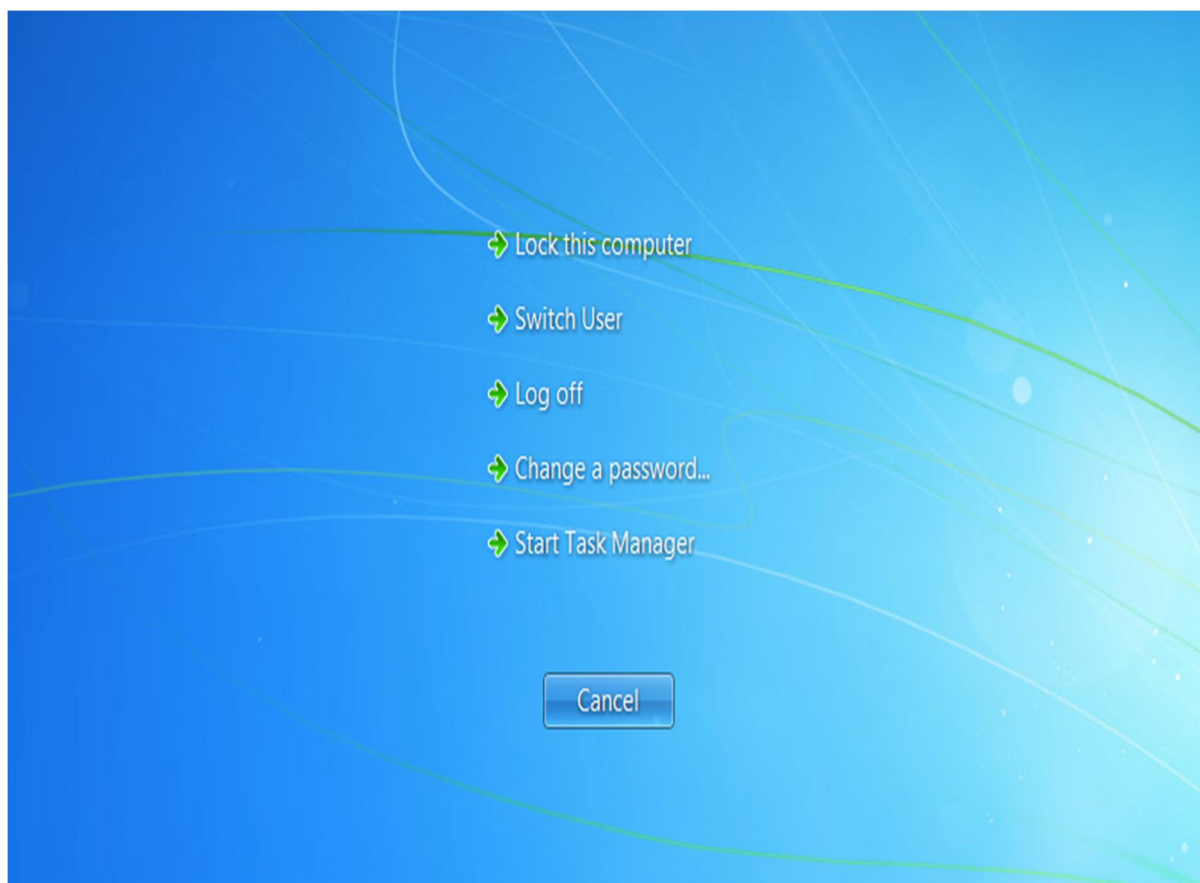 Lock this computer
Switch User
Log off
Change a password...
Start Task Manager
Cancel